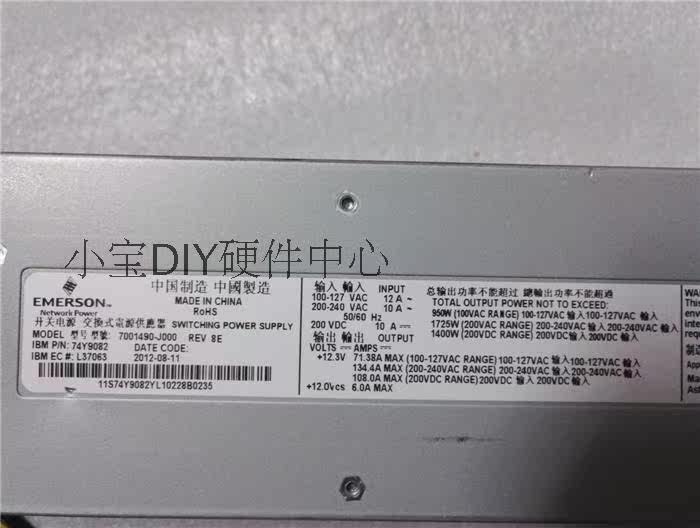 小宝DIY硬件中心
EMERSON
Network Power
中国制造 中國製造
MADE IN CHINA
RoHS
开关电源 交換式電源供應器 SWITCHING POWER SUPPLY
MODEL 型号 型號: 7001490-J000 REV 8E
IBM P/N: 74Y9082 DATE CODE:
IBM EC #: L37063 2012-08-11
11S74Y9082YL10228B0235
输入 輸入 INPUT
100-127 VAC 12 A ~
200-240 VAC 10 A ~
50/60 Hz
200 VDC 10 A
输出 輸出 OUTPUT
VOLTS AMPS
+12.3V 71.38A MAX (100-127VAC RANGE) 100-127VAC 输入 100-127VAC 輸入
134.4A MAX (200-240VAC RANGE) 200-240VAC 输入 200-240VAC 輸入
108.0A MAX (200VDC RANGE) 200VDC 输入 200VDC 輸入
+12.0Vcs 6.0A MAX
总输出功率不能超过 總輸出功率不能超過
TOTAL OUTPUT POWER NOT TO EXCEED:
950W (100VAC RANGE) 100-127VAC 输入 100-127VAC 輸入
1725W (200VAC RANGE) 200-240VAC 输入 200-240VAC 輸入
1400W (200VDC RANGE) 200VDC 输入 200VDC 輸入
WARN
This
env
requ